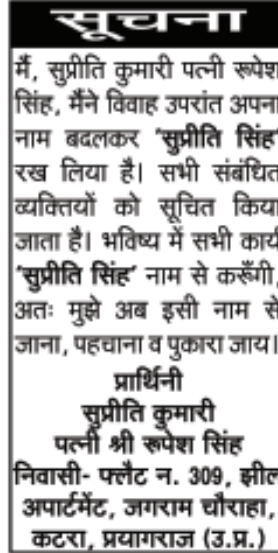 सूचना
मैं, सुप्रीति कुमारी पत्नी रूपेश
सिंह, मैंने विवाह उपरांत अपना
नाम बदलकर 'सुप्रीति सिंह'
रख लिया है। सभी संबंधित
व्यक्तियों को सूचित किया
जाता है। भविष्य में सभी कार्य
'सुप्रीति सिंह' नाम से करूँगी,
अतः मुझे अब इसी नाम से
जाना, पहचाना व पुकारा जाय।
प्रार्थिनी
सुप्रीति कुमारी
पत्नी श्री रूपेश सिंह
निवासी- फ्लैट न. 309, झील
अपार्टमेंट, जगराम चौराहा,
कटरा, प्रयागराज (उ.प्र.)